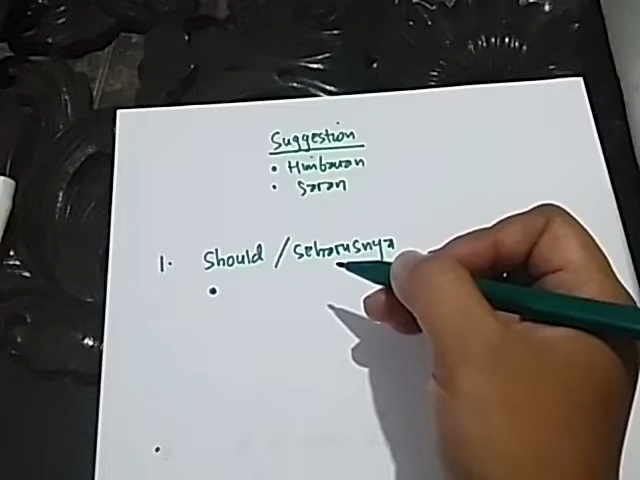 Suggestion
• Himbauan
• Saran
1. Should / Seharusnya
•